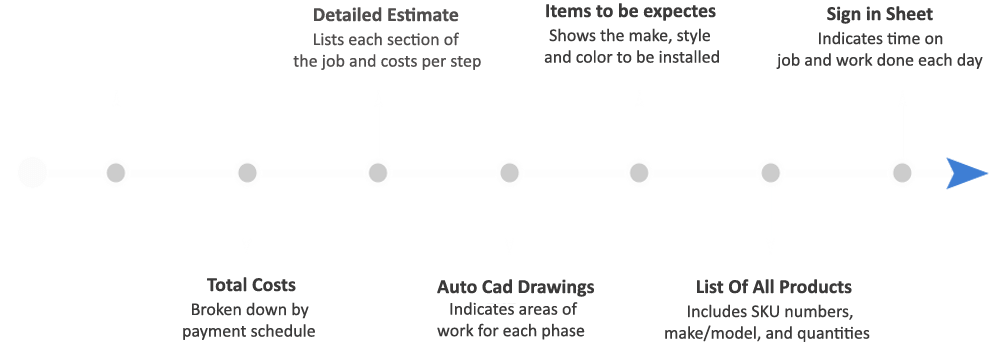 Detailed Estimate
Lists each section of
the job and costs per step
Items to be expectes
Shows the make, style
and color to be installed
Sign in Sheet
Indicates time on
job and work done each day
Total Costs
Broken down by
payment schedule
Auto Cad Drawings
Indicates areas of
work for each phase
List Of All Products
Includes SKU numbers,
make/model, and quantities